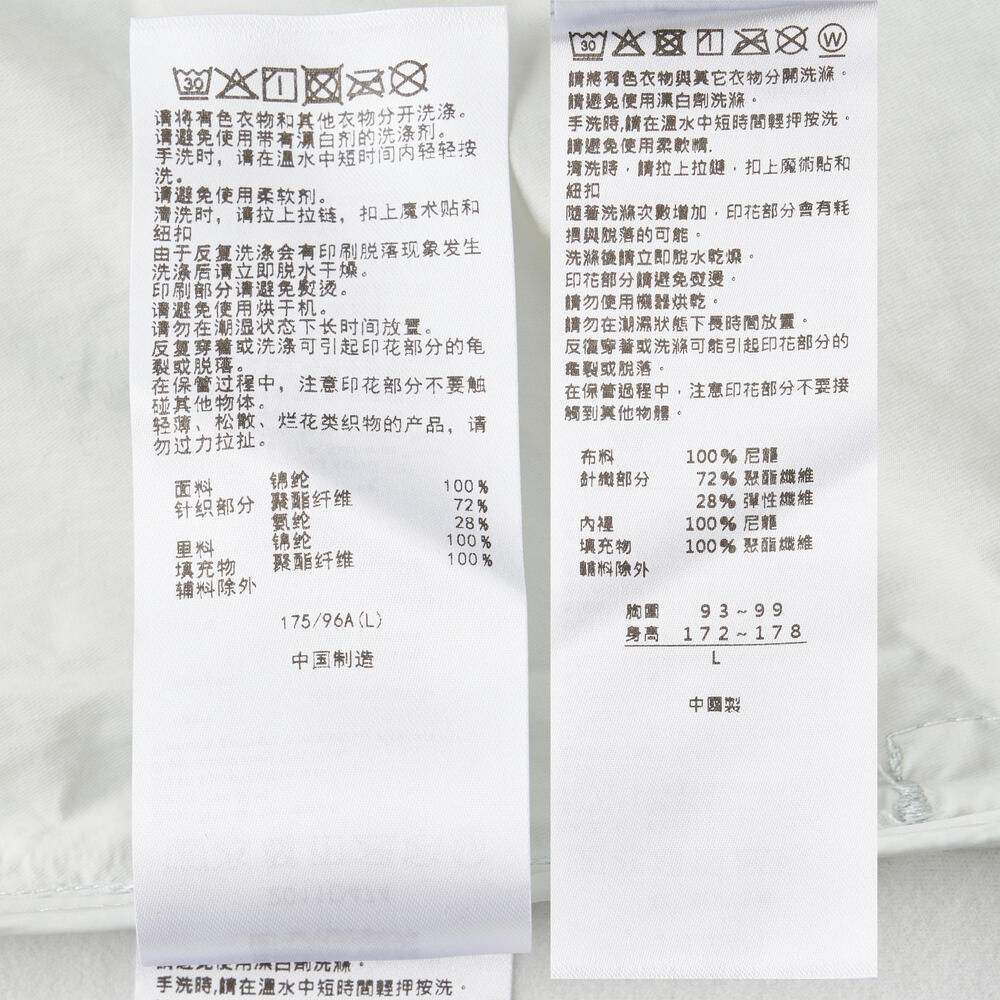 30
1
请将有色衣物和其他衣物分开洗涤。
请避免使用带有漂白剂的洗涤剂。
手洗时，请在温水中短时间内轻轻按
洗。
请避免使用柔软剂。
清洗时，请拉上拉链，扣上魔术贴和
纽扣
由于反复洗涤会有印刷脱落现象发生
洗涤后请立即脱水干燥。
印刷部分请避免熨烫。
请避免使用烘干机。
请勿在潮湿状态下长时间放置。
反复穿着或洗涤可引起印花部分的龟
裂或脱落。
在保管过程中，注意印花部分不要触
碰其他物体。
轻薄、松散、烂花类织物的产品，请
勿过力拉扯。
面料 锦纶 100%
针织部分 聚酯纤维 72%
氨纶 28%
里料 锦纶 100%
填充物 聚酯纤维 100%
辅料除外
175/96A(L)
中国制造
手洗時,請在溫水中短時間輕押按洗。
30
1
W
請將有色衣物與其它衣物分開洗滌。
請避免使用漂白劑洗滌。
手洗時,請在溫水中短時間輕押按洗。
請避免使用柔軟精.
清洗時，請拉上拉鏈，扣上魔術貼和
紐扣
隨著洗滌次數增加，印花部分會有耗
損與脫落的可能。
洗滌後請立即脫水乾燥。
印花部分請避免熨燙。
請勿使用機器烘乾。
請勿在潮濕狀態下長時間放置。
反復穿著或洗滌可能引起印花部分的
龜裂或脫落。
在保管過程中，注意印花部分不要接
觸到其他物體。
布料 100% 尼龍
針織部分 72% 聚酯纖維
28% 彈性纖維
內裡 100% 尼龍
填充物 100% 聚酯纖維
輔料除外
胸圍 93~99
身高 172~178
L
中國製